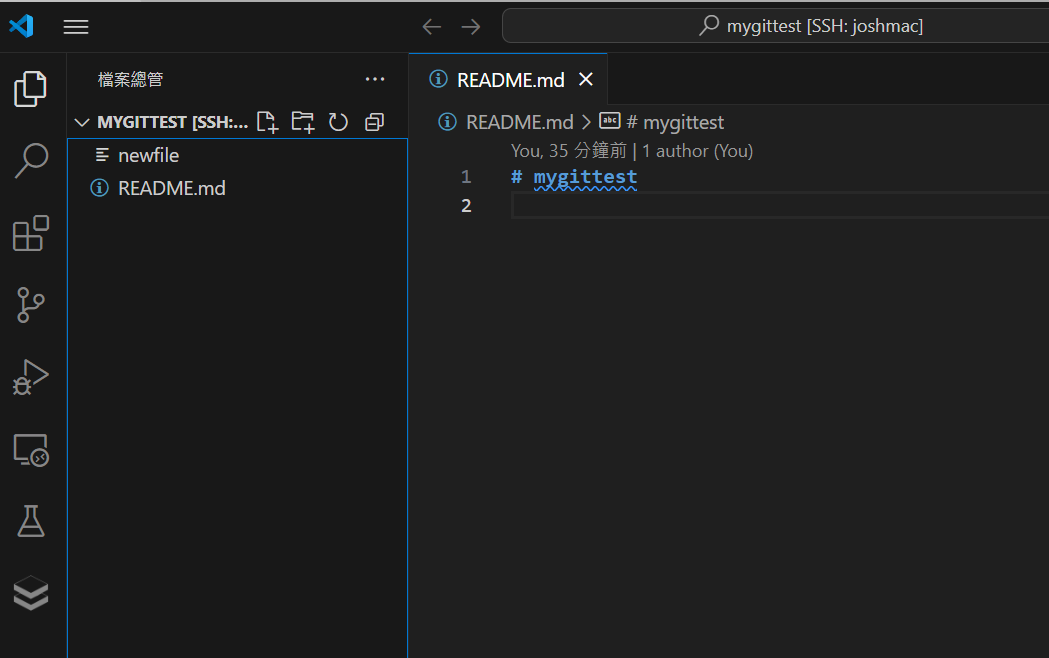 mygittest [SSH: joshmac]
檔案總管
MYGITTEST [SSH:...
newfile
README.md
README.md
README.md > abc # mygittest
You, 35 分鐘前 | 1 author (You)
1 # mygittest
2